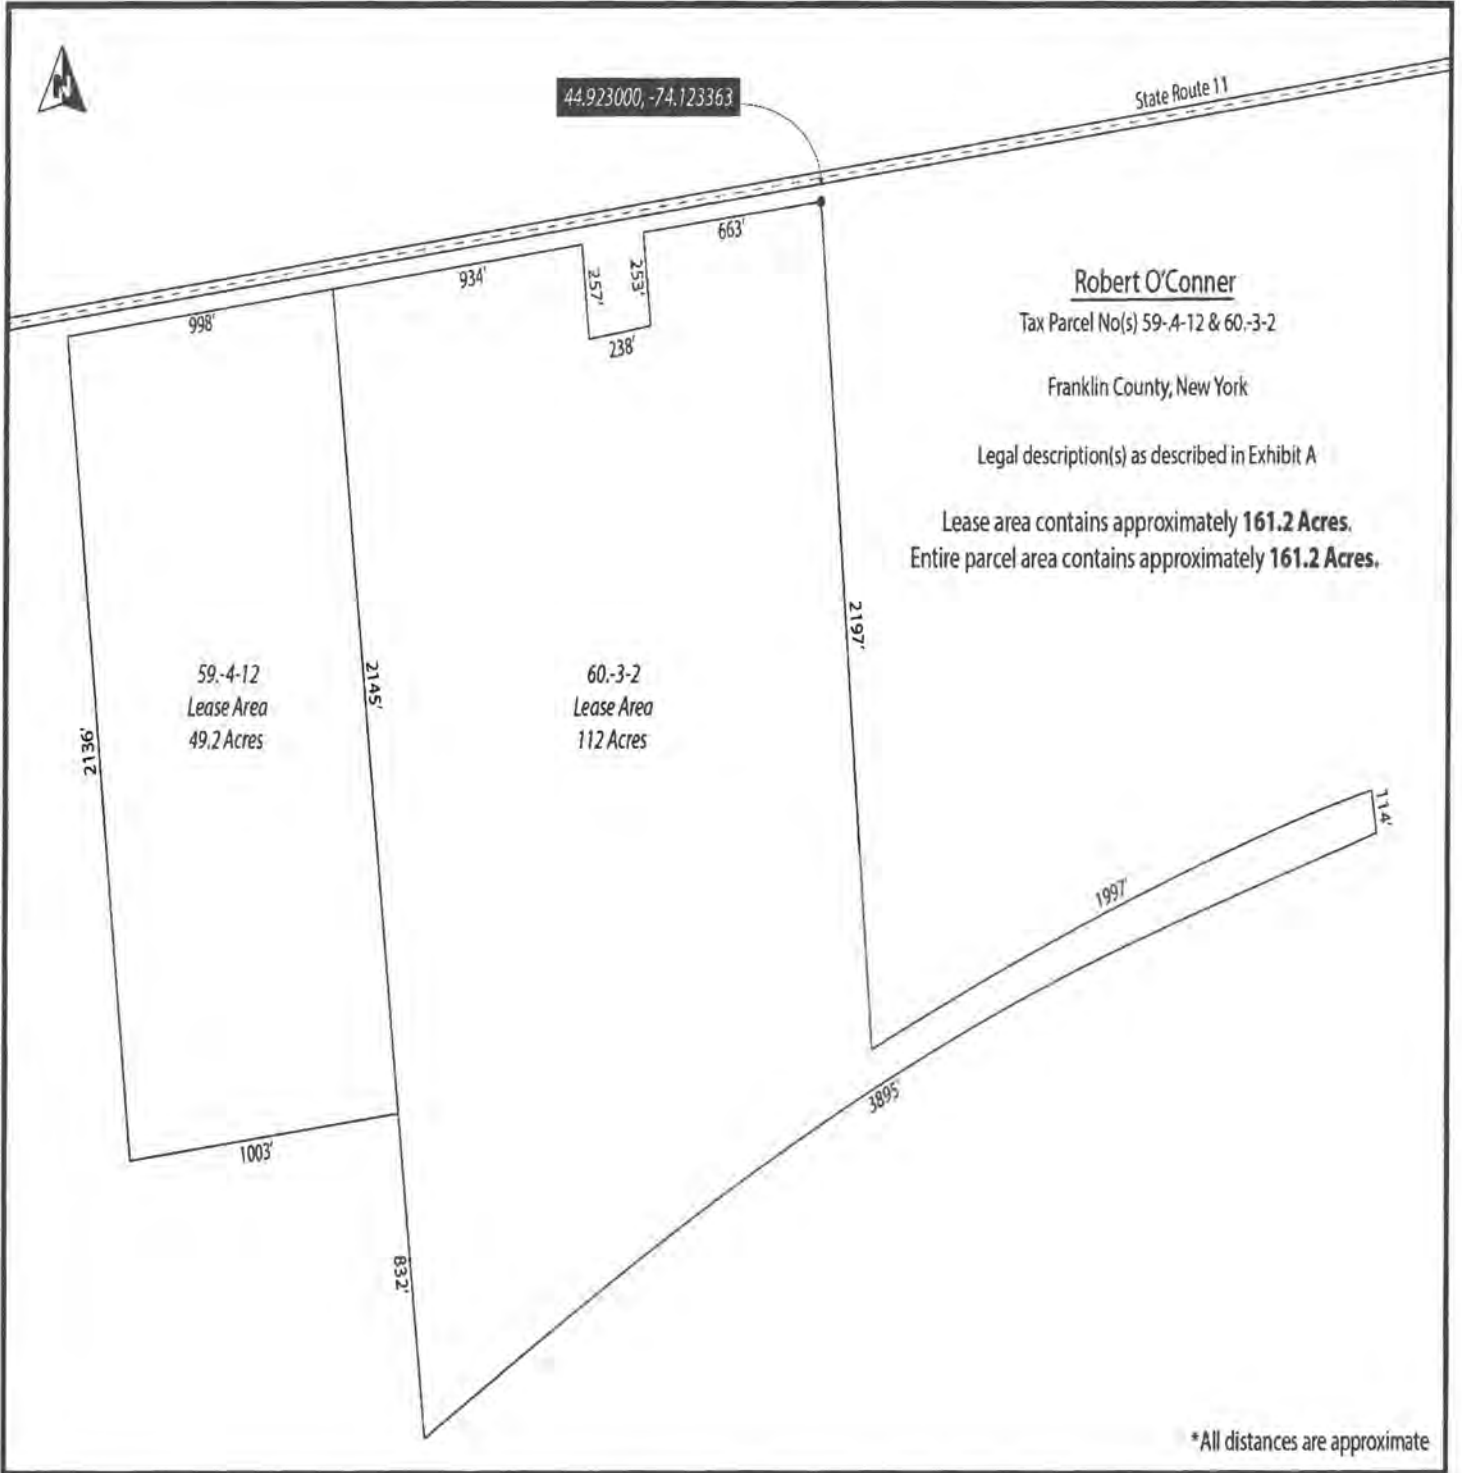 N
44.923000, -74.123363
State Route 11
663'
934'
257'
253'
998'
238'
Robert O'Conner
Tax Parcel No(s) 59-.4-12 & 60.-3-2
Franklin County, New York
Legal description(s) as described in Exhibit A
Lease area contains approximately 161.2 Acres.
Entire parcel area contains approximately 161.2 Acres.
2197'
59.-4-12
Lease Area
49.2 Acres
2145'
60.-3-2
Lease Area
112 Acres
2136'
114'
1997'
3895'
1003'
832'
*All distances are approximate